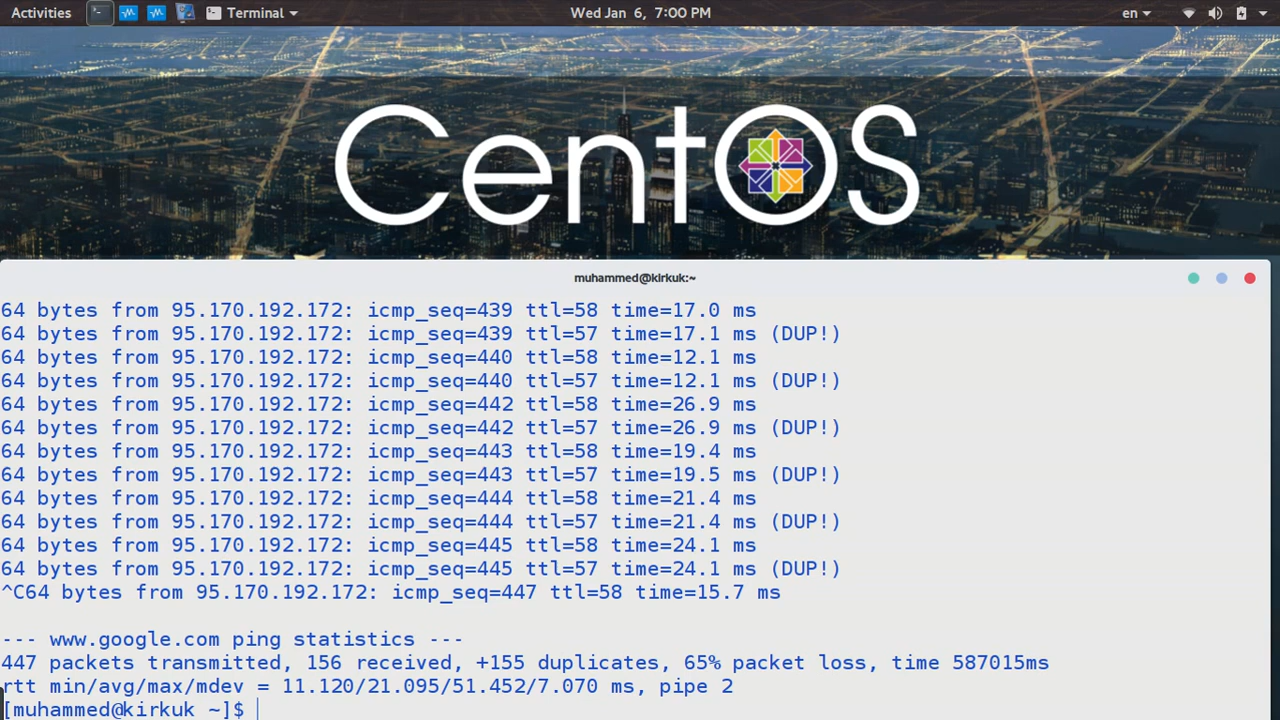 Activities Terminal Wed Jan 6, 7:00 PM en
CentOS
muhammed@kirkuk:~
64 bytes from 95.170.192.172: icmp_seq=439 ttl=58 time=17.0 ms
64 bytes from 95.170.192.172: icmp_seq=439 ttl=57 time=17.1 ms (DUP!)
64 bytes from 95.170.192.172: icmp_seq=440 ttl=58 time=12.1 ms
64 bytes from 95.170.192.172: icmp_seq=440 ttl=57 time=12.1 ms (DUP!)
64 bytes from 95.170.192.172: icmp_seq=442 ttl=58 time=26.9 ms
64 bytes from 95.170.192.172: icmp_seq=442 ttl=57 time=26.9 ms (DUP!)
64 bytes from 95.170.192.172: icmp_seq=443 ttl=58 time=19.4 ms
64 bytes from 95.170.192.172: icmp_seq=443 ttl=57 time=19.5 ms (DUP!)
64 bytes from 95.170.192.172: icmp_seq=444 ttl=58 time=21.4 ms
64 bytes from 95.170.192.172: icmp_seq=444 ttl=57 time=21.4 ms (DUP!)
64 bytes from 95.170.192.172: icmp_seq=445 ttl=58 time=24.1 ms
64 bytes from 95.170.192.172: icmp_seq=445 ttl=57 time=24.1 ms (DUP!)
^C64 bytes from 95.170.192.172: icmp_seq=447 ttl=58 time=15.7 ms
--- www.google.com ping statistics ---
447 packets transmitted, 156 received, +155 duplicates, 65% packet loss, time 587015ms
rtt min/avg/max/mdev = 11.120/21.095/51.452/7.070 ms, pipe 2
[muhammed@kirkuk ~]$